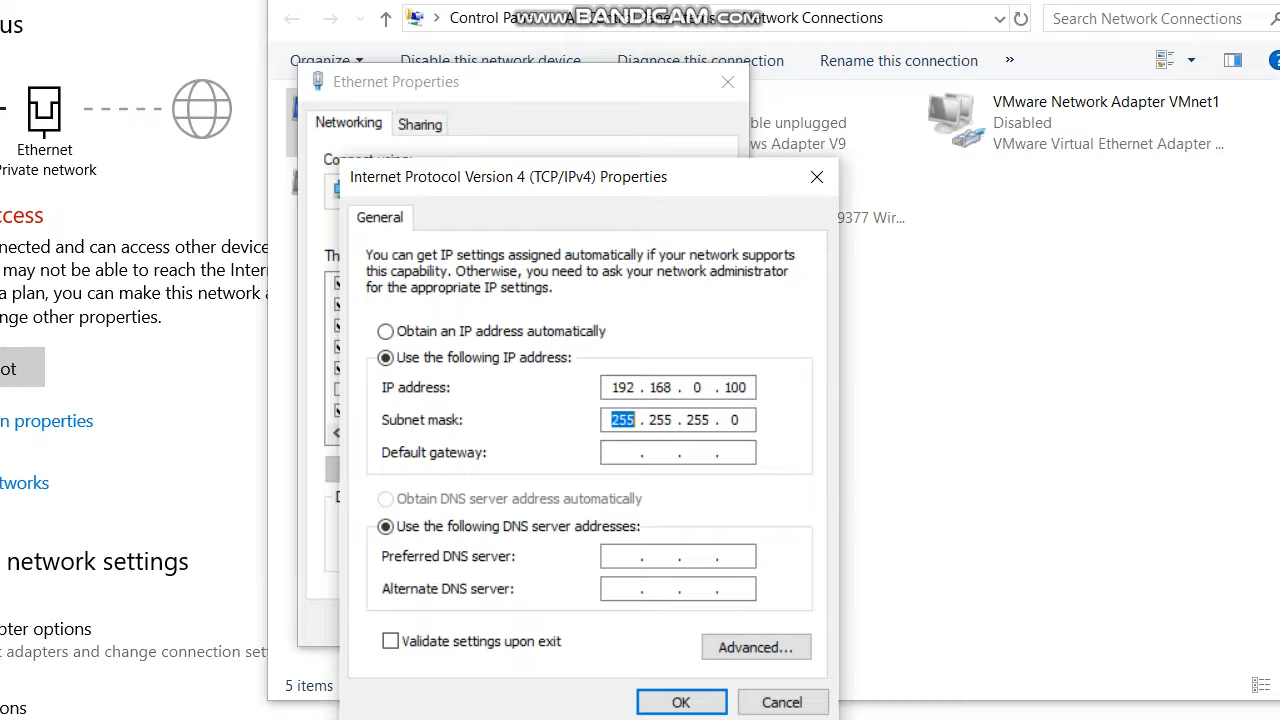 us
www.BANDICAM.com
Control Pa
Network Connections
Search Network Connections
Organize
Disable this network device
Diagnose this connection
Rename this connection
»
Ethernet Properties
Networking
Sharing
Ethernet
Private network
ble unplugged
ws Adapter V9
VMware Network Adapter VMnet1
Disabled
VMware Virtual Ethernet Adapter ...
9377 Wir...
ccess
nnected and can access other device
may not be able to reach the Inter
a plan, you can make this network a
nge other properties.
ot
n properties
tworks
network settings
pter options
adapters and change connection set
ons
5 items
Internet Protocol Version 4 (TCP/IPv4) Properties
General
You can get IP settings assigned automatically if your network supports
this capability. Otherwise, you need to ask your network administrator
for the appropriate IP settings.
Obtain an IP address automatically
Use the following IP address:
IP address: 192 . 168 . 0 . 100
Subnet mask: 255 . 255 . 255 . 0
Default gateway: . . .
Obtain DNS server address automatically
Use the following DNS server addresses:
Preferred DNS server: . . .
Alternate DNS server: . . .
Validate settings upon exit
Advanced...
OK
Cancel